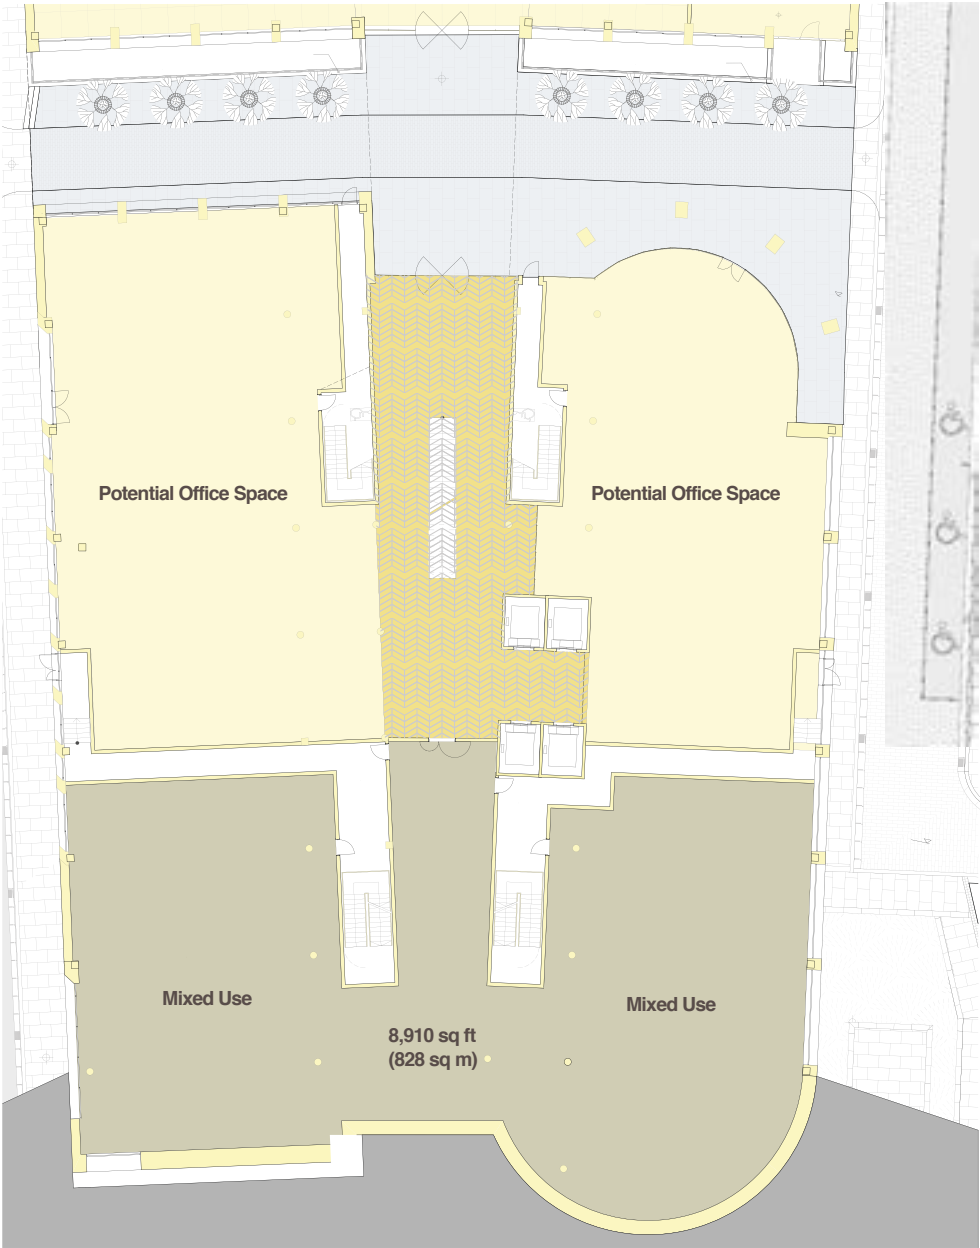 Potential Office Space
Potential Office Space
Mixed Use
Mixed Use
8,910 sq ft
(828 sq m)